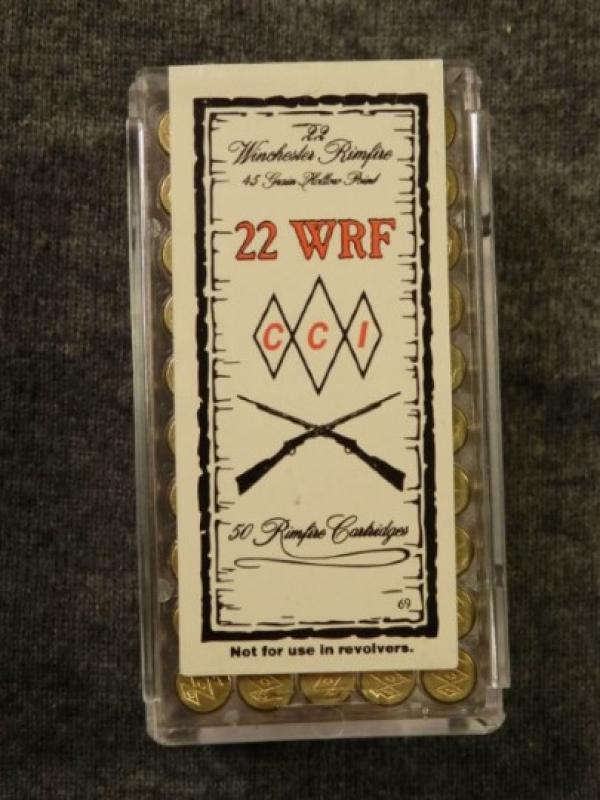 22
Winchester Rimfire
45 Grain Hollow Point
22 WRF
C C I
50 Rimfire Cartridges
69
Not for use in revolvers.